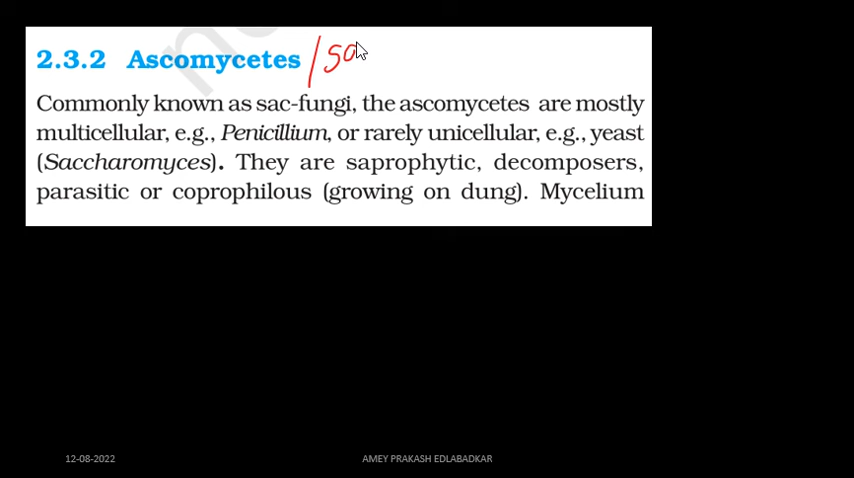 2.3.2 Ascomycetes /sa
Commonly known as sac-fungi, the ascomycetes are mostly
multicellular, e.g., Penicillium, or rarely unicellular, e.g., yeast
(Saccharomyces). They are saprophytic, decomposers,
parasitic or coprophilous (growing on dung). Mycelium
12-08-2022
AMEY PRAKASH EDLABADKAR